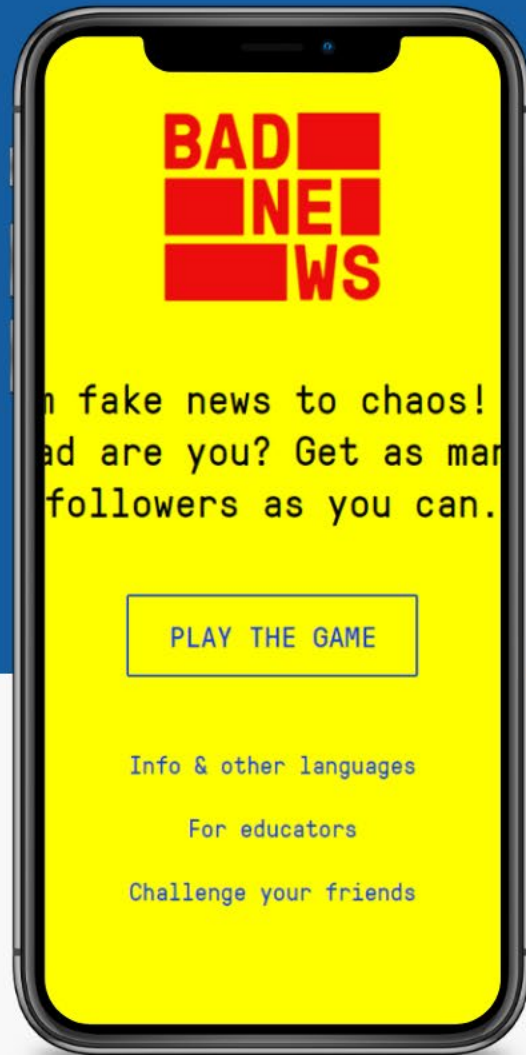 BAD
NE
WS
fake news to chaos!
are you? Get as
followers as you can.
PLAY THE GAME
Info & other languages
For educators
Challenge your friends